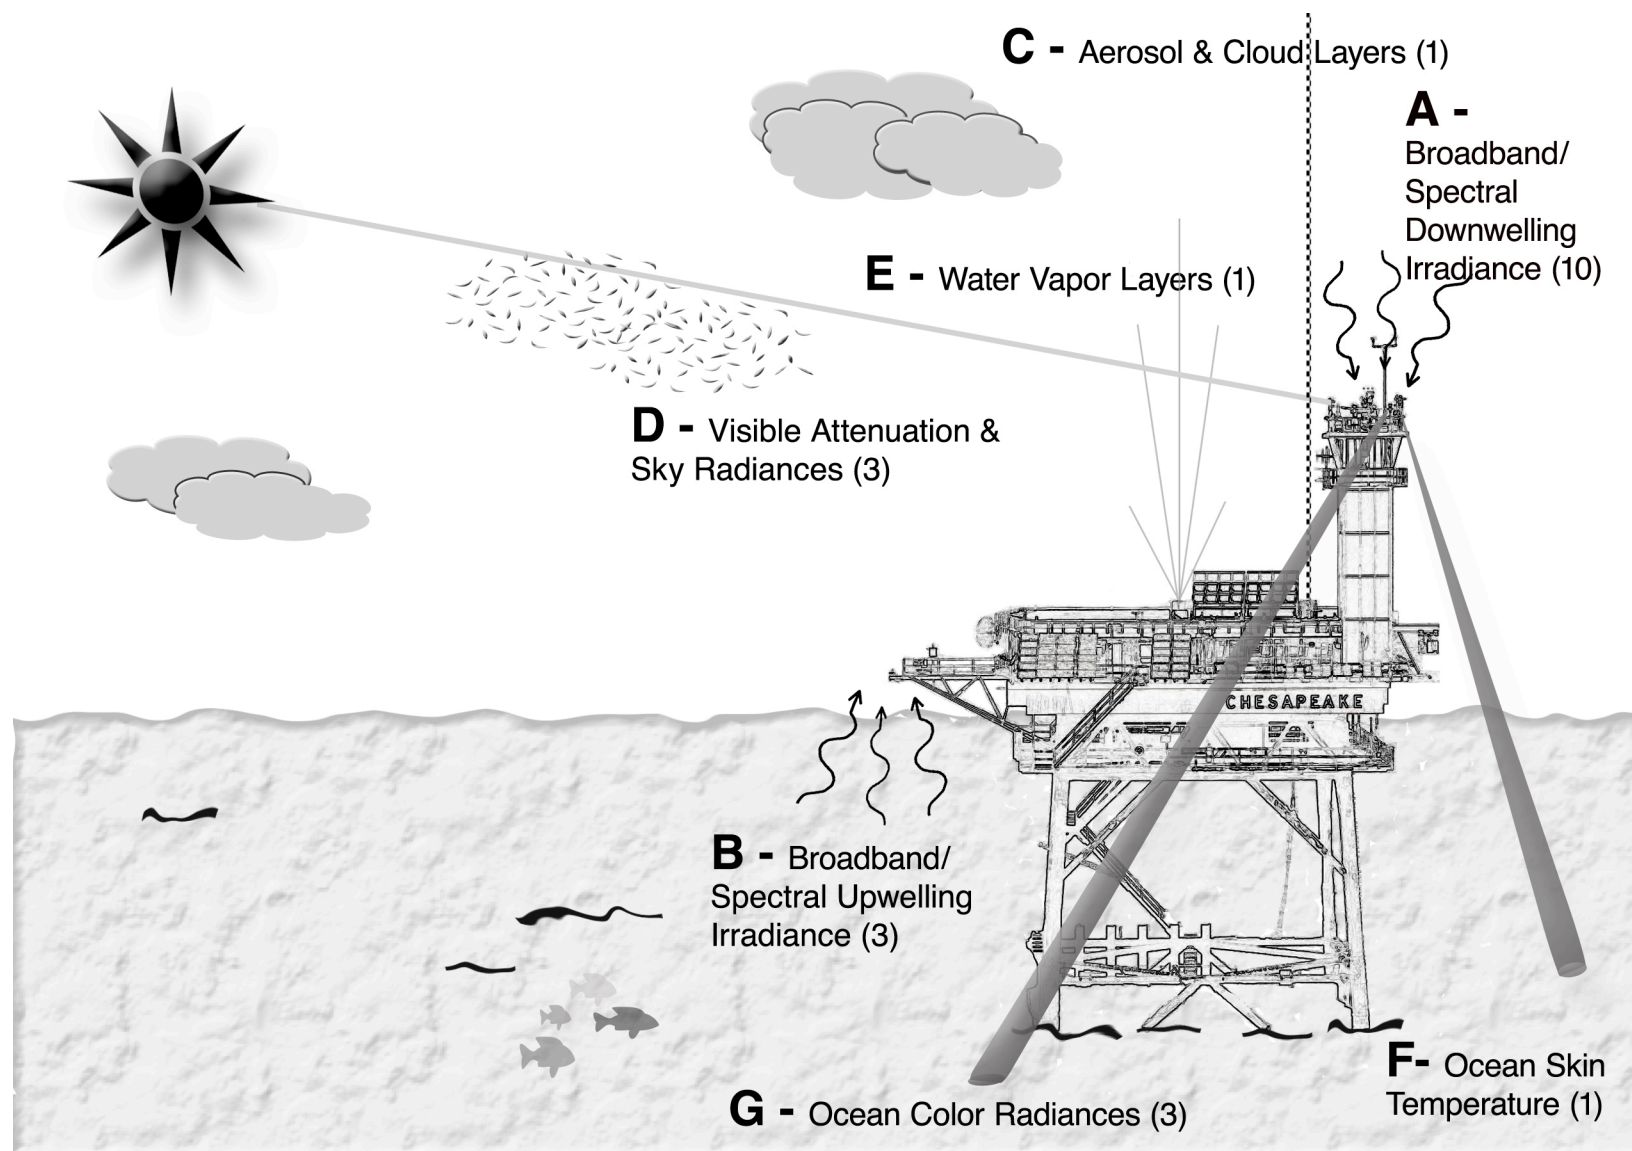 C - Aerosol & Cloud Layers (1)
A -
Broadband/
Spectral
Downwelling
Irradiance (10)
E - Water Vapor Layers (1)
D - Visible Attenuation &
Sky Radiances (3)
CHESAPEAKE
B - Broadband/
Spectral Upwelling
Irradiance (3)
F- Ocean Skin
Temperature (1)
G - Ocean Color Radiances (3)